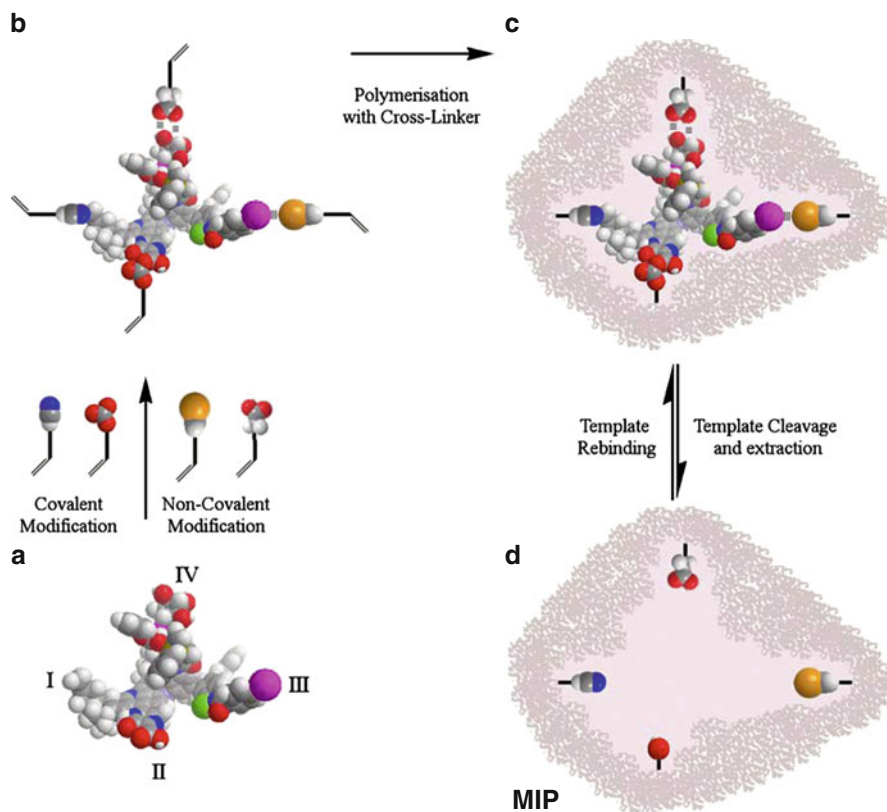 b
c
Polymerisation
with Cross-Linker
Covalent
Modification
Non-Covalent
Modification
Template
Rebinding
Template Cleavage
and extraction
a
IV
I
III
II
d
MIP